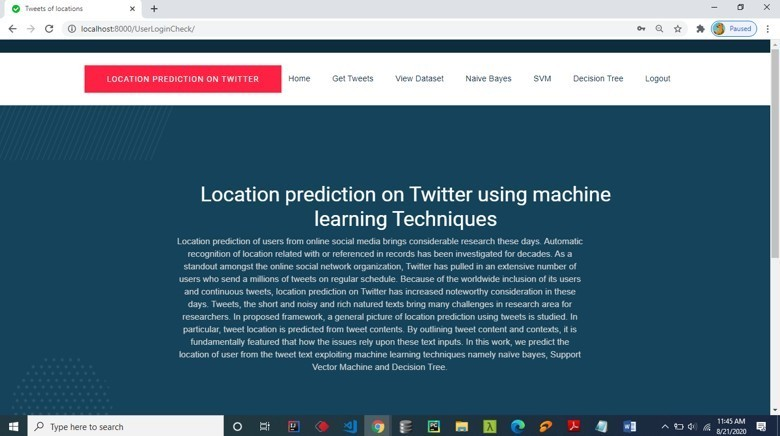 Tweets of locations
localhost:8000/UserLoginCheck/
Paused
LOCATION PREDICTION ON TWITTER
Home Get Tweets View Dataset Naive Bayes SVM Decision Tree Logout
Location prediction on Twitter using machine
learning Techniques
Location prediction of users from online social media brings considerable research these days. Automatic
recognition of location related with or referenced in records has been investigated for decades. As a
standout amongst the online social network organization, Twitter has pulled in an extensive number of
users who send a millions of tweets on regular schedule. Because of the worldwide inclusion of its users
and continuous tweets, location prediction on Twitter has increased noteworthy consideration in these
days. Tweets, the short and noisy and rich natured texts bring many challenges in research area for
researchers. In proposed framework, a general picture of location prediction using tweets is studied. In
particular, tweet location is predicted from tweet contents. By outlining tweet content and contexts, it is
fundamentally featured that how the issues rely upon these text inputs. In this work, we predict the
location of user from the tweet text exploiting machine learning techniques namely naïve bayes, Support
Vector Machine and Decision Tree.
Type here to search
11:45 AM
8/21/2020